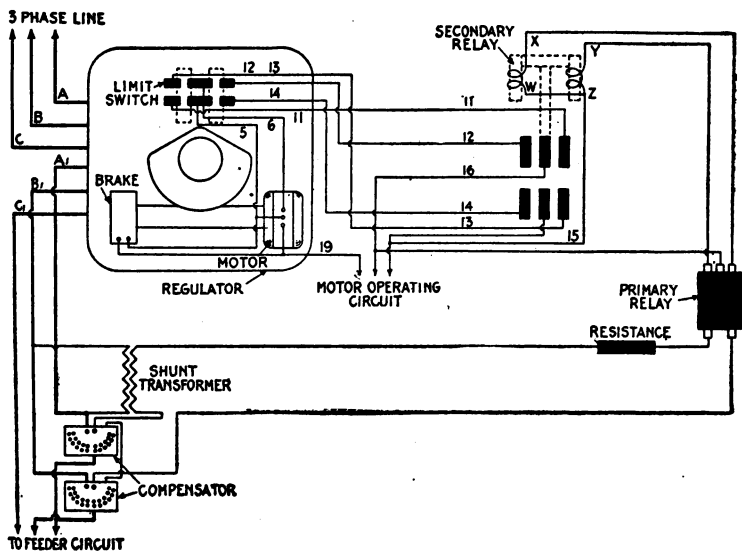 3 PHASE LINE
SECONDARY
RELAY
X
Y
W
Z
LIMIT
SWITCH
12 13
14
11
5 6
A
B
C
A1
B1
C1
BRAKE
MOTOR
REGULATOR
19
11
12
16
14
13
15
MOTOR OPERATING
CIRCUIT
PRIMARY
RELAY
RESISTANCE
SHUNT
TRANSFORMER
COMPENSATOR
TO FEEDER CIRCUIT